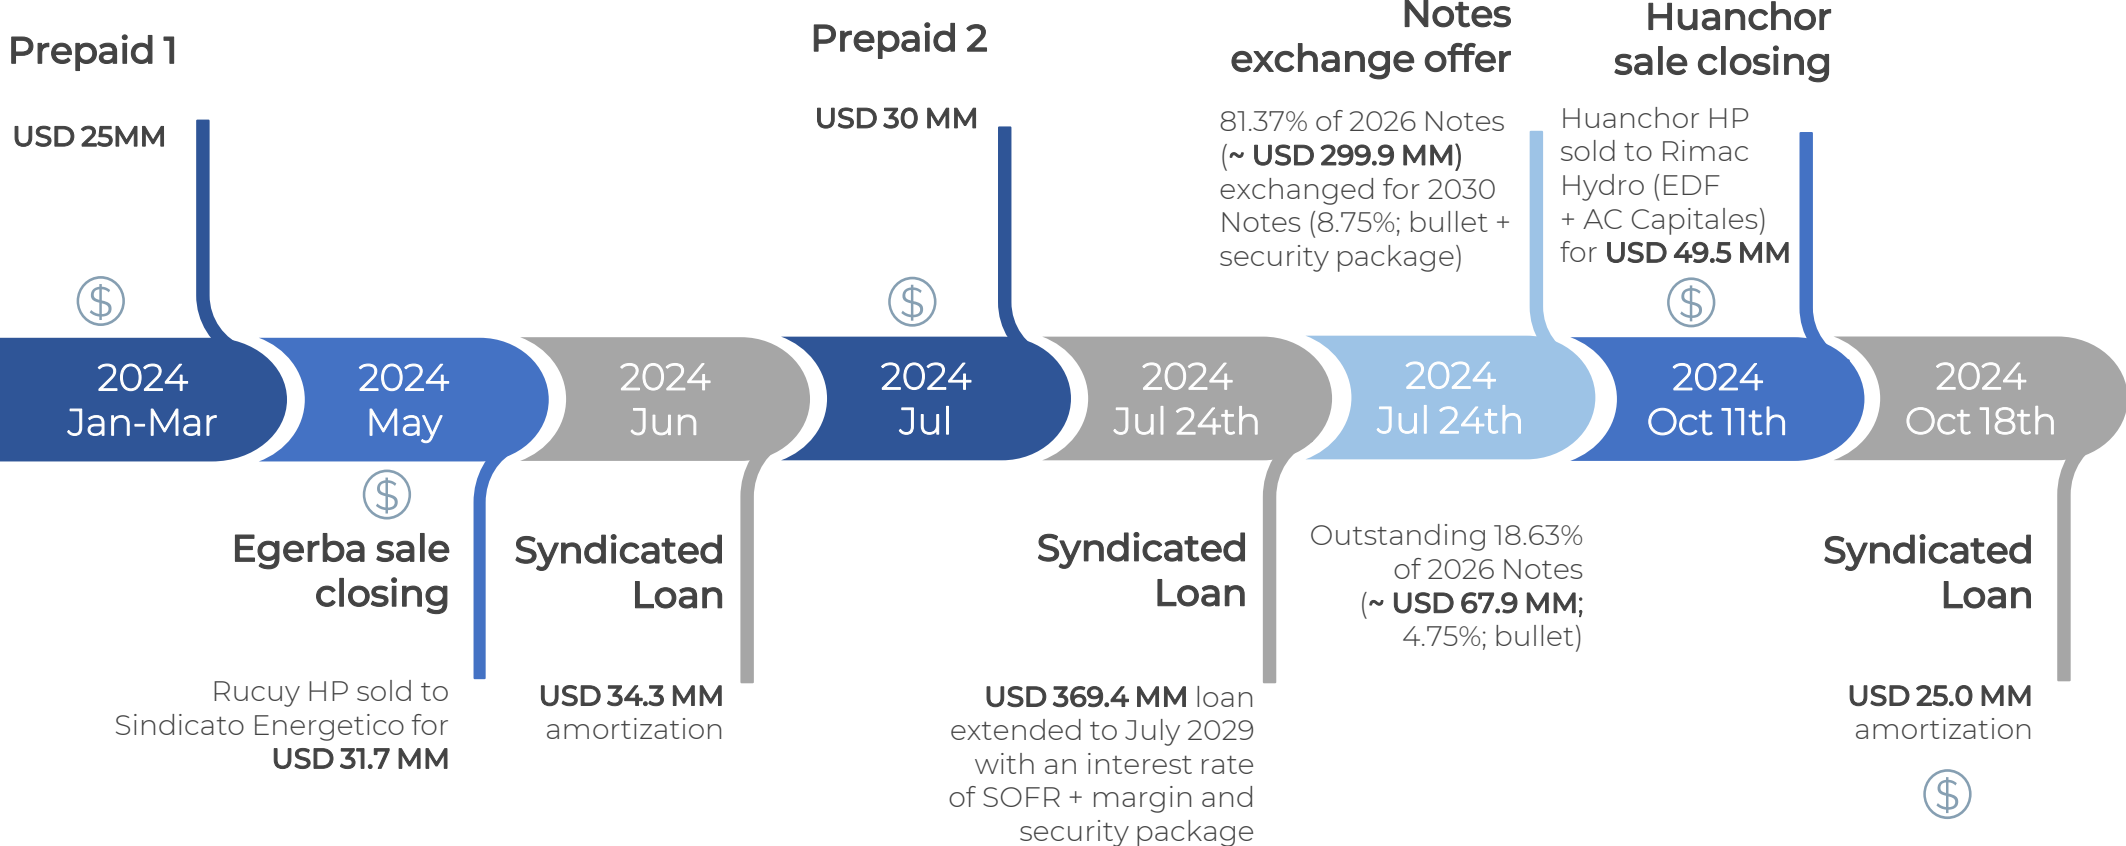 Prepaid 1
USD 25MM
$
2024
Jan-Mar
2024
May
$
Egerba sale
closing
Rucuy HP sold to
Sindicato Energetico for
USD 31.7 MM
2024
Jun
Syndicated
Loan
USD 34.3 MM
amortization
Prepaid 2
USD 30 MM
$
2024
Jul
2024
Jul 24th
Syndicated
Loan
USD 369.4 MM loan
extended to July 2029
with an interest rate
of SOFR + margin and
security package
Notes
exchange offer
81.37% of 2026 Notes
(~ USD 299.9 MM)
exchanged for 2030
Notes (8.75%; bullet +
security package)
2024
Jul 24th
Outstanding 18.63%
of 2026 Notes
(~ USD 67.9 MM;
4.75%; bullet)
Huanchor
sale closing
Huanchor HP
sold to Rimac
Hydro (EDF
+ AC Capitales)
for USD 49.5 MM
$
2024
Oct 11th
2024
Oct 18th
Syndicated
Loan
USD 25.0 MM
amortization
$